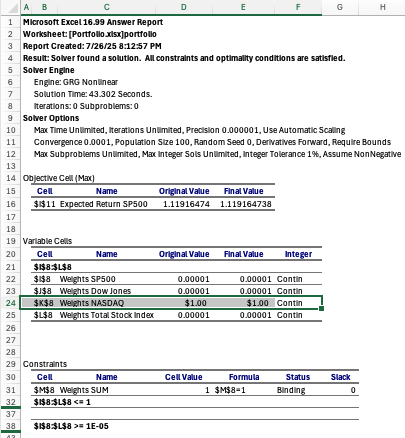 A B C D E F G H
1 Microsoft Excel 16.99 Answer Report
2 Worksheet: [Portfolio.xlsx]portfolio
3 Report Created: 7/26/25 8:12:57 PM
4 Result: Solver found a solution. All constraints and optimality conditions are satisfied.
5 Solver Engine
6 Engine: GRG Nonlinear
7 Solution Time: 43.302 Seconds.
8 Iterations: 0 Subproblems: 0
9 Solver Options
10 Max Time Unlimited, Iterations Unlimited, Precision 0.000001, Use Automatic Scaling
11 Convergence 0.0001, Population Size 100, Random Seed 0, Derivatives Forward, Require Bounds
12 Max Subproblems Unlimited, Max Integer Sols Unlimited, Integer Tolerance 1%, Assume NonNegative
13
14 Objective Cell (Max)
15 Cell Name Original Value Final Value
16 $I$11 Expected Return SP500 1.11916474 1.119164738
17
18
19 Variable Cells
20 Cell Name Original Value Final Value Integer
21 $I$8:$L$8
22 $I$8 Weights SP500 0.00001 0.00001 Contin
23 $J$8 Weights Dow Jones 0.00001 0.00001 Contin
24 $K$8 Weights NASDAQ $1.00 $1.00 Contin
25 $L$8 Weights Total Stock Index 0.00001 0.00001 Contin
26
27
28
29 Constraints
30 Cell Name Cell Value Formula Status Slack
31 $M$8 Weights SUM 1 $M$8=1 Binding 0
32 $I$8:$L$8 <= 1
37
38 $I$8:$L$8 >= 1E-05